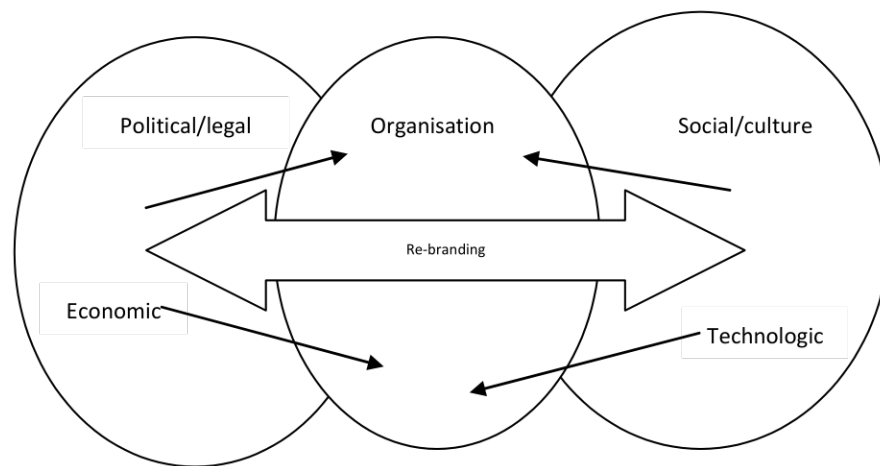 Political/legal
Organisation
Social/culture
Re-branding
Economic
Technologic